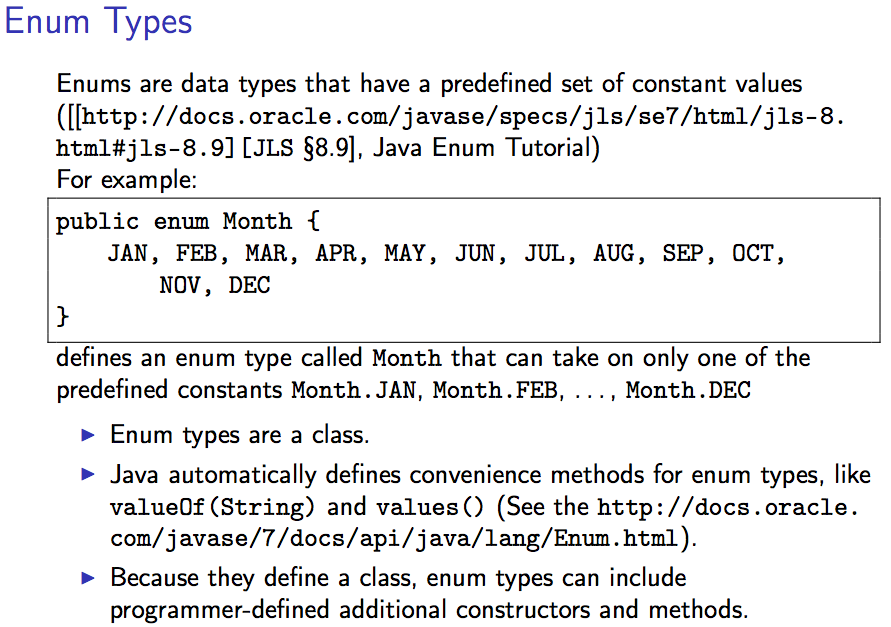 Enum Types
Enums are data types that have a predefined set of constant values
([[http://docs.oracle.com/javase/specs/jls/se7/html/jls-8.
html#jls-8.9][JLS §8.9], Java Enum Tutorial)
For example:
public enum Month {
JAN, FEB, MAR, APR, MAY, JUN, JUL, AUG, SEP, OCT,
NOV, DEC
}
defines an enum type called Month that can take on only one of the
predefined constants Month.JAN, Month.FEB, ..., Month.DEC
▶ Enum types are a class.
▶ Java automatically defines convenience methods for enum types, like
valueOf(String) and values() (See the http://docs.oracle.
com/javase/7/docs/api/java/lang/Enum.html).
▶ Because they define a class, enum types can include
programmer-defined additional constructors and methods.